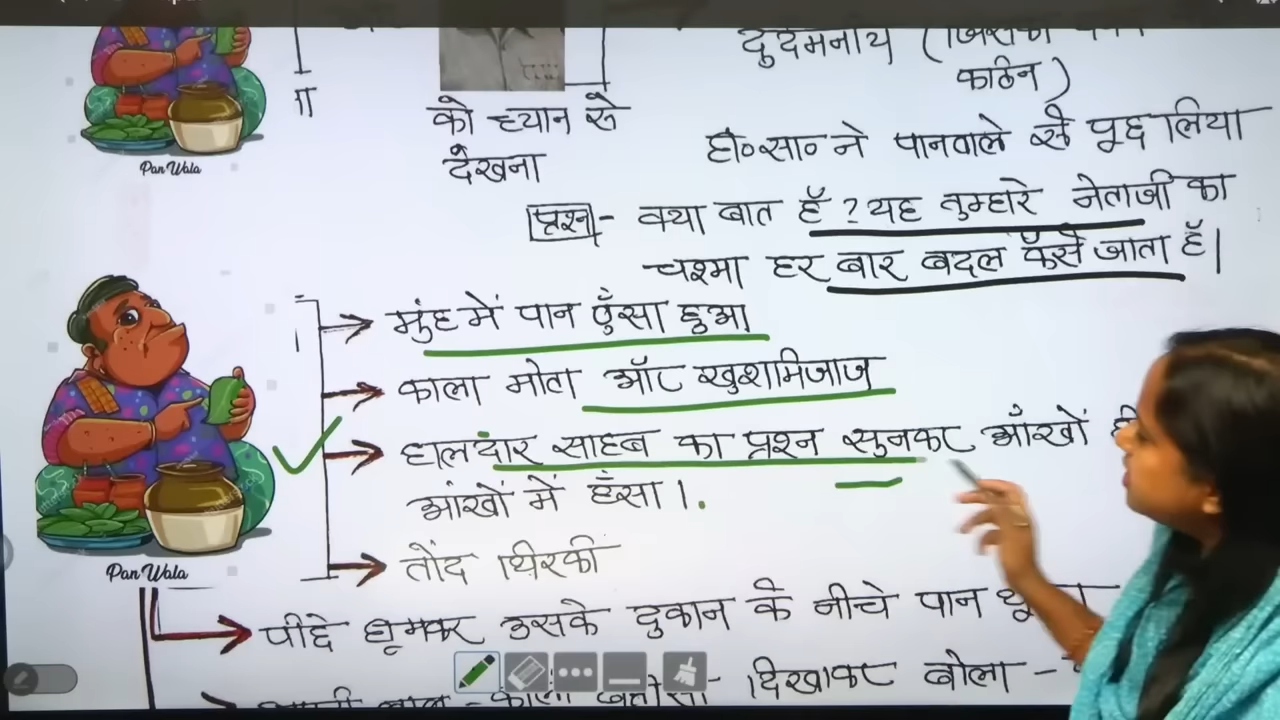 दुर्दमनीय (
कठिन)
को ध्यान से
देखना
Pan Wala
हा॰सा॰ ने पानवाले से पूछ लिया
प्रश्न - क्या बात है ? यह तुम्हारे नेताजी का
चश्मा हर बार बदल कैसे जाता है।
मुंह में पान ठुँसा हुआ
काला मोटा और खुशमिजाज
हालदार साहब का प्रश्न सुनकर आँखों ही
आंखों में हँसा।
तोंद थिरकी
Pan Wala
पीछे घूमकर उसके दुकान के नीचे पान
दिखाकर बोला -